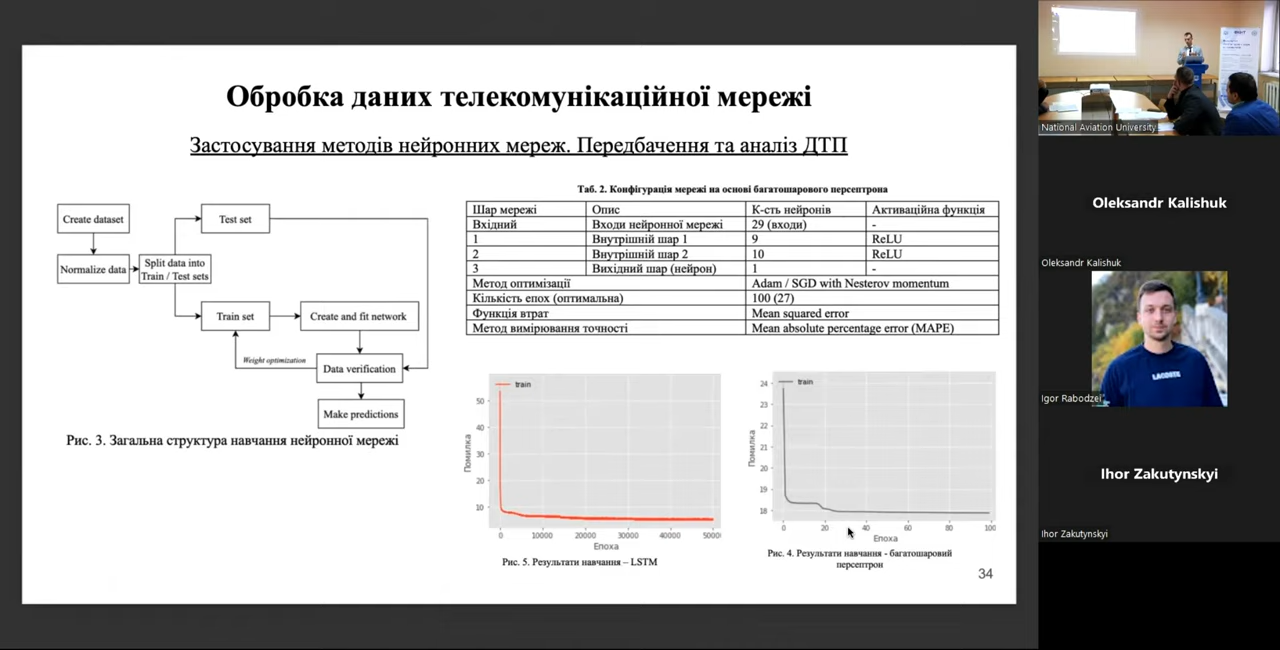 Обробка даних телекомунікаційної мережі
Застосування методів нейронних мереж. Передбачення та аналіз ДТП
Create dataset
Test set
Normalize data
Split data into
Train / Test sets
Train set
Create and fit network
Weight optimization
Data verification
Make predictions
Рис. 3. Загальна структура навчання нейронної мережі
Таб. 2. Конфігурація мережі на основі багатошарового персептрона
Шар мережі Опис К-сть нейронів Активаційна функція
Вхідний Входи нейронної мережі 29 (входи) -
1 Внутрішній шар 1 9 ReLU
2 Внутрішній шар 2 10 ReLU
3 Вихідний шар (нейрон) 1 -
Метод оптимізації Adam / SGD with Nesterov momentum
Кількість епох (оптимальна) 100 (27)
Функція втрат Mean squared error
Метод вимірювання точності Mean absolute percentage error (MAPE)
train
50
40
30
20
10
Помилка
0 10000 20000 30000 40000 50000
Епоха
Рис. 5. Результати навчання – LSTM
train
24
23
22
21
20
19
18
Помилка
0 20 40 60 80 100
Епоха
Рис. 4. Результати навчання - багатошаровий
персептрон
34
National Aviation University
Oleksandr Kalishuk
Oleksandr Kalishuk
LACOSTE
Igor Rabodzei
Ihor Zakutynskyi
Ihor Zakutynskyi